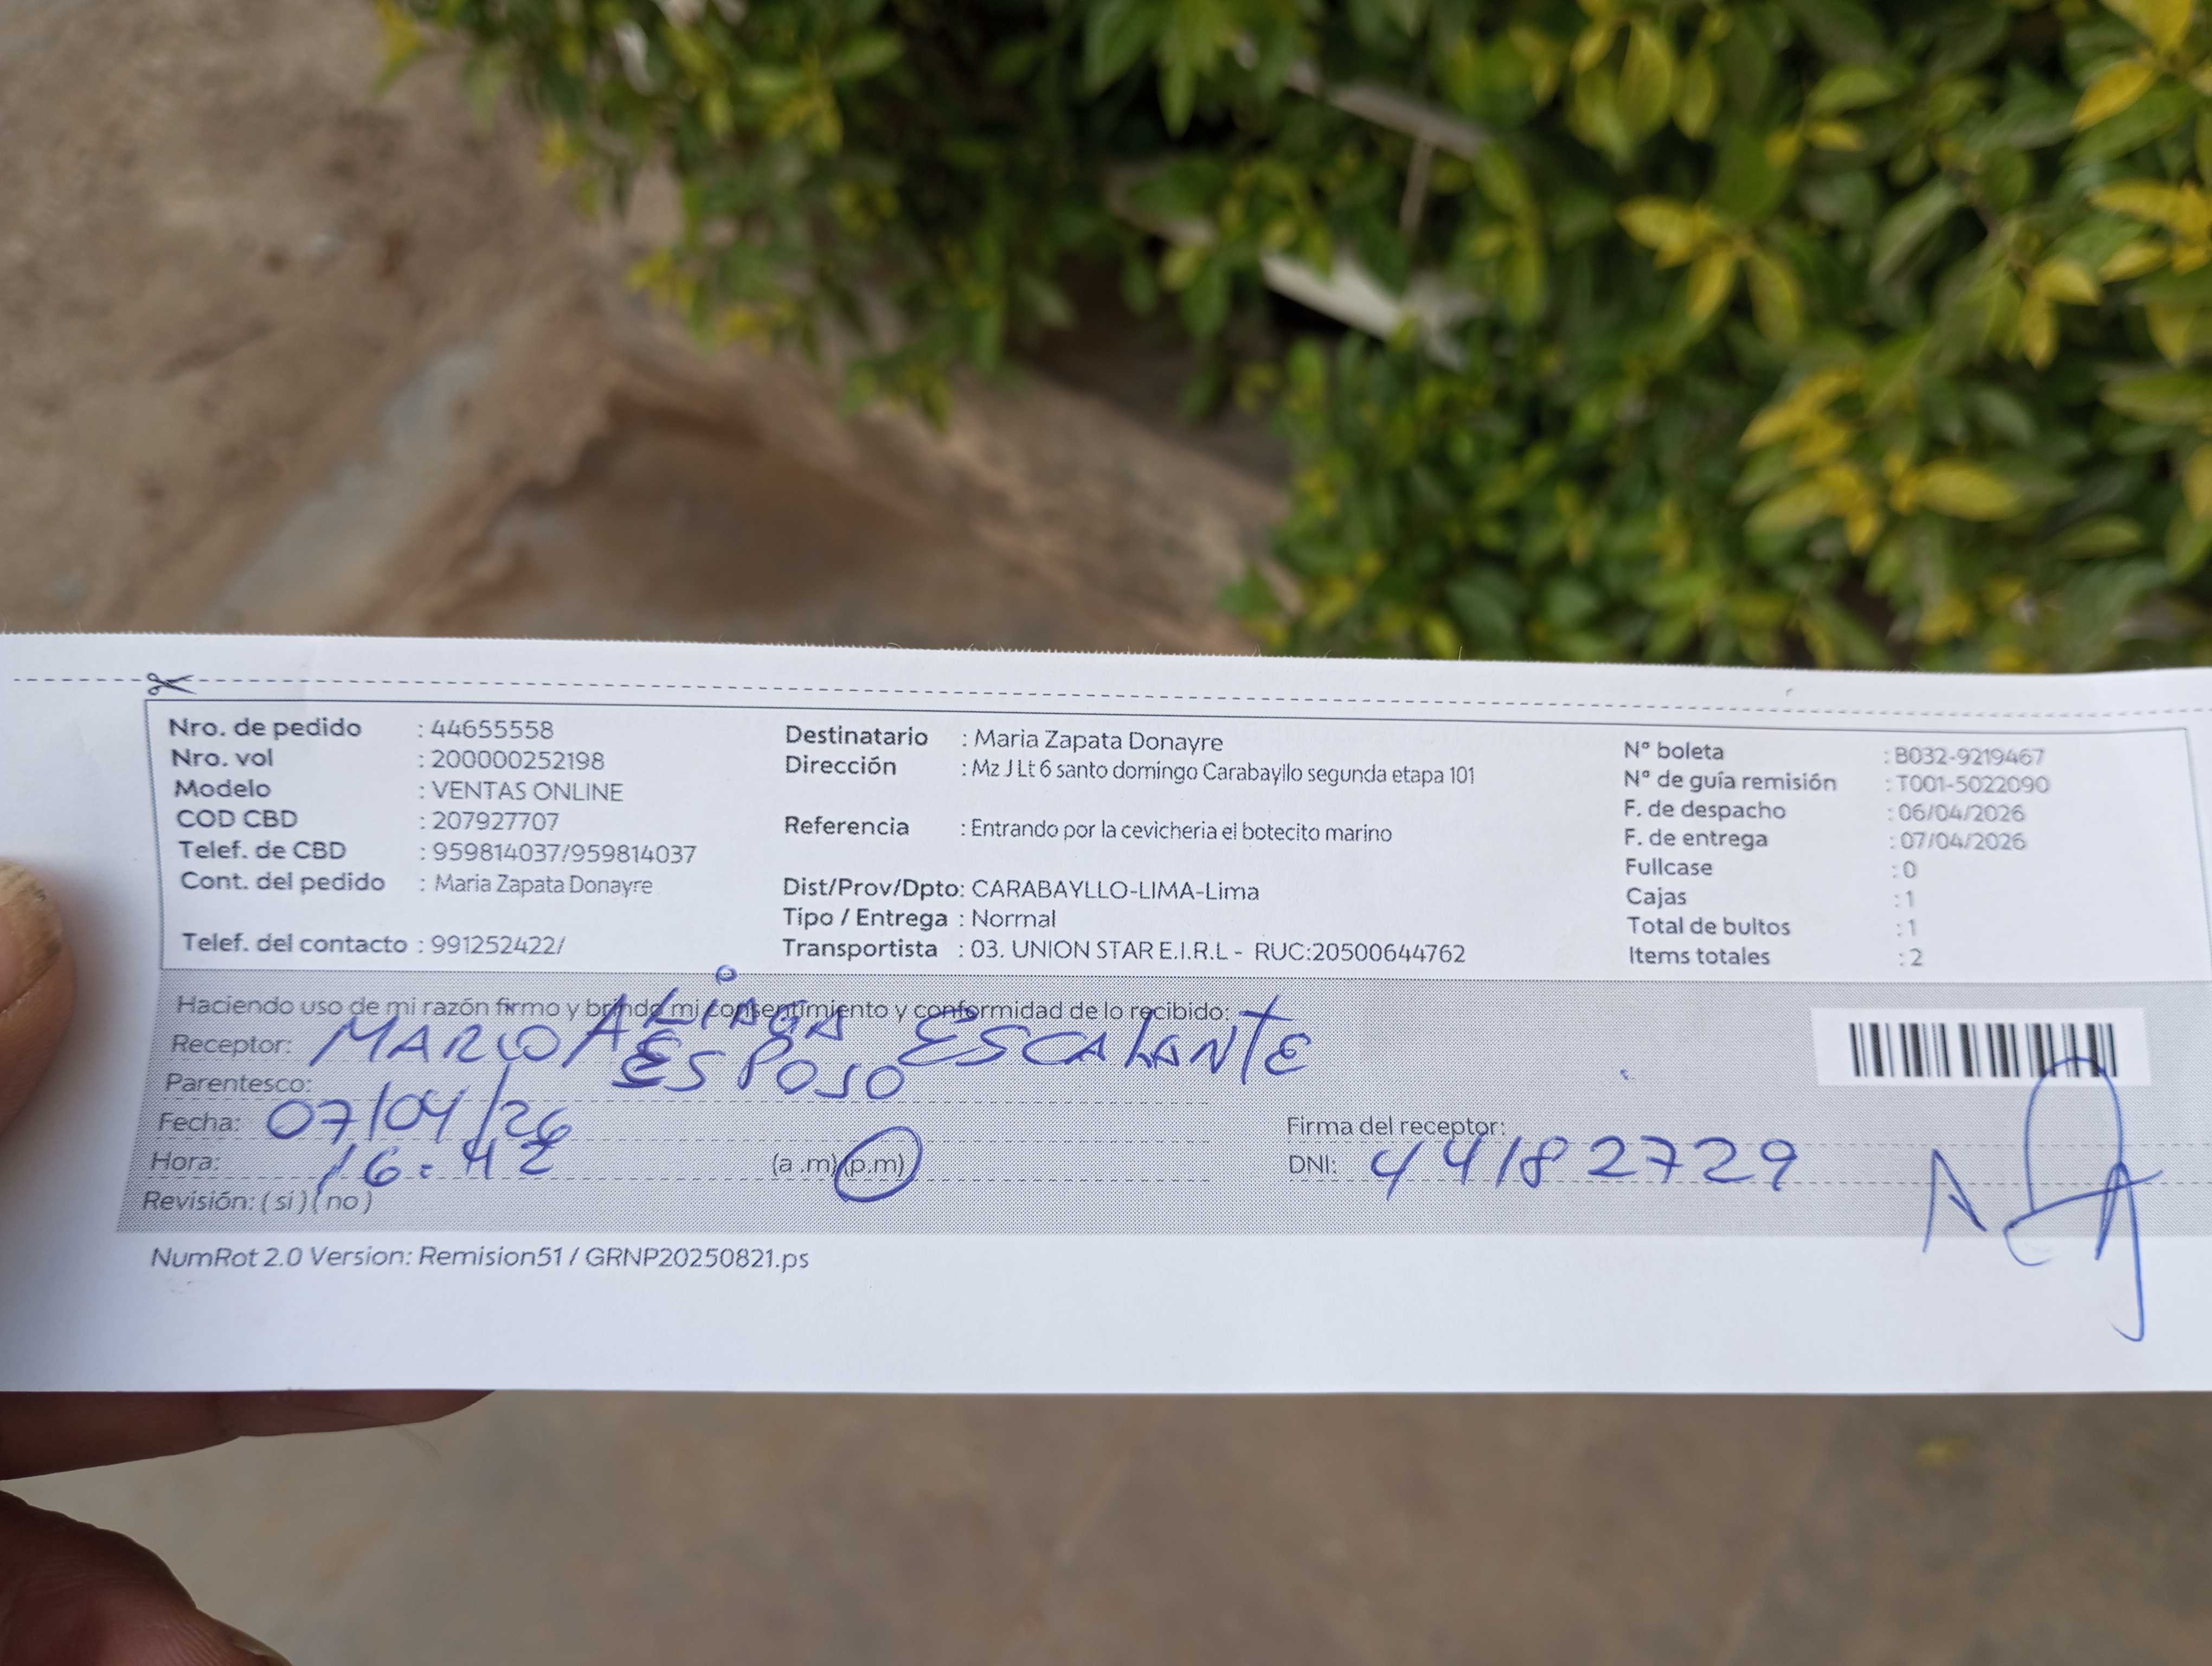 Nro. de pedido : 44655558
Nro. vol : 200000252198
Modelo : VENTAS ONLINE
COD CBD : 207927707
Telef. de CBD : 959814037/959814037
Cont. del pedido : Maria Zapata Donayre
Telef. del contacto : 991252422/
Destinatario : Maria Zapata Donayre
Dirección : Mz J Lt 6 santo domingo Carabayllo segunda etapa 101
Referencia : Entrando por la cevicheria el botecito marino
Dist/Prov/Dpto: CARABAYLLO-LIMA-Lima
Tipo / Entrega : Normal
Transportista : 03. UNION STAR E.I.R.L - RUC:20500644762
Nº boleta : B032-9219467
Nº de guía remisión : T001-5022090
F. de despacho : 06/04/2026
F. de entrega : 07/04/2026
Fullcase : 0
Cajas : 1
Total de bultos : 1
Items totales : 2
Haciendo uso de mi razón firmo y brindo mi consentimiento y conformidad de lo recibido:
Receptor: MARIO ALIAGA ESCALANTE
Parentesco: ESPOSO
Fecha: 07/04/26
Hora: 16:42 (a .m) (p.m)
Firma del receptor:
DNI: 44182729
Revisión: ( si ) ( no )
NumRot 2.0 Version: Remision51 / GRNP20250821.ps